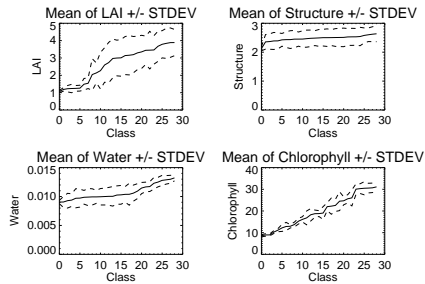 Mean of LAI +/- STDEV
LAI
5
4
3
2
1
0
0 5 10 15 20 25 30
Class
Mean of Structure +/- STDEV
Structure
3
2
1
0
0 5 10 15 20 25 30
Class
Mean of Water +/- STDEV
Water
0.015
0.010
0.005
0.000
0 5 10 15 20 25 30
Class
Mean of Chlorophyll +/- STDEV
Chlorophyll
40
30
20
10
0
0 5 10 15 20 25 30
Class